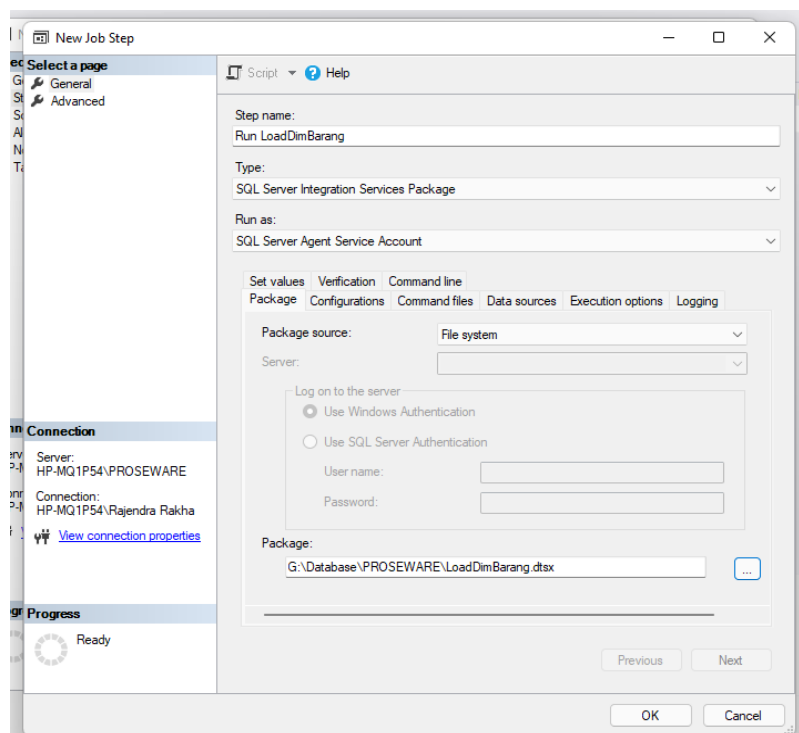 New Job Step
Select a page
General
Advanced
Script
Help
Step name:
Run LoadDimBarang
Type:
SQL Server Integration Services Package
Run as:
SQL Server Agent Service Account
Set values Verification Command line
Package Configurations Command files Data sources Execution options Logging
Package source: File system
Server:
Log on to the server
Use Windows Authentication
Use SQL Server Authentication
User name:
Password:
Package:
G:\Database\PROSEWARE\LoadDimBarang.dtsx
...
Connection
Server:
HP-MQ1P54\PROSEWARE
Connection:
HP-MQ1P54\Rajendra Rakha
View connection properties
Progress
Ready
Previous Next
OK Cancel